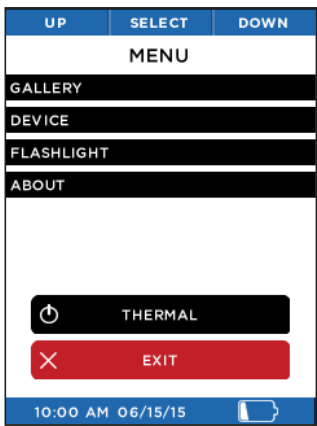 UP SELECT DOWN
MENU
GALLERY
DEVICE
FLASHLIGHT
ABOUT
THERMAL
EXIT
10:00 AM 06/15/15